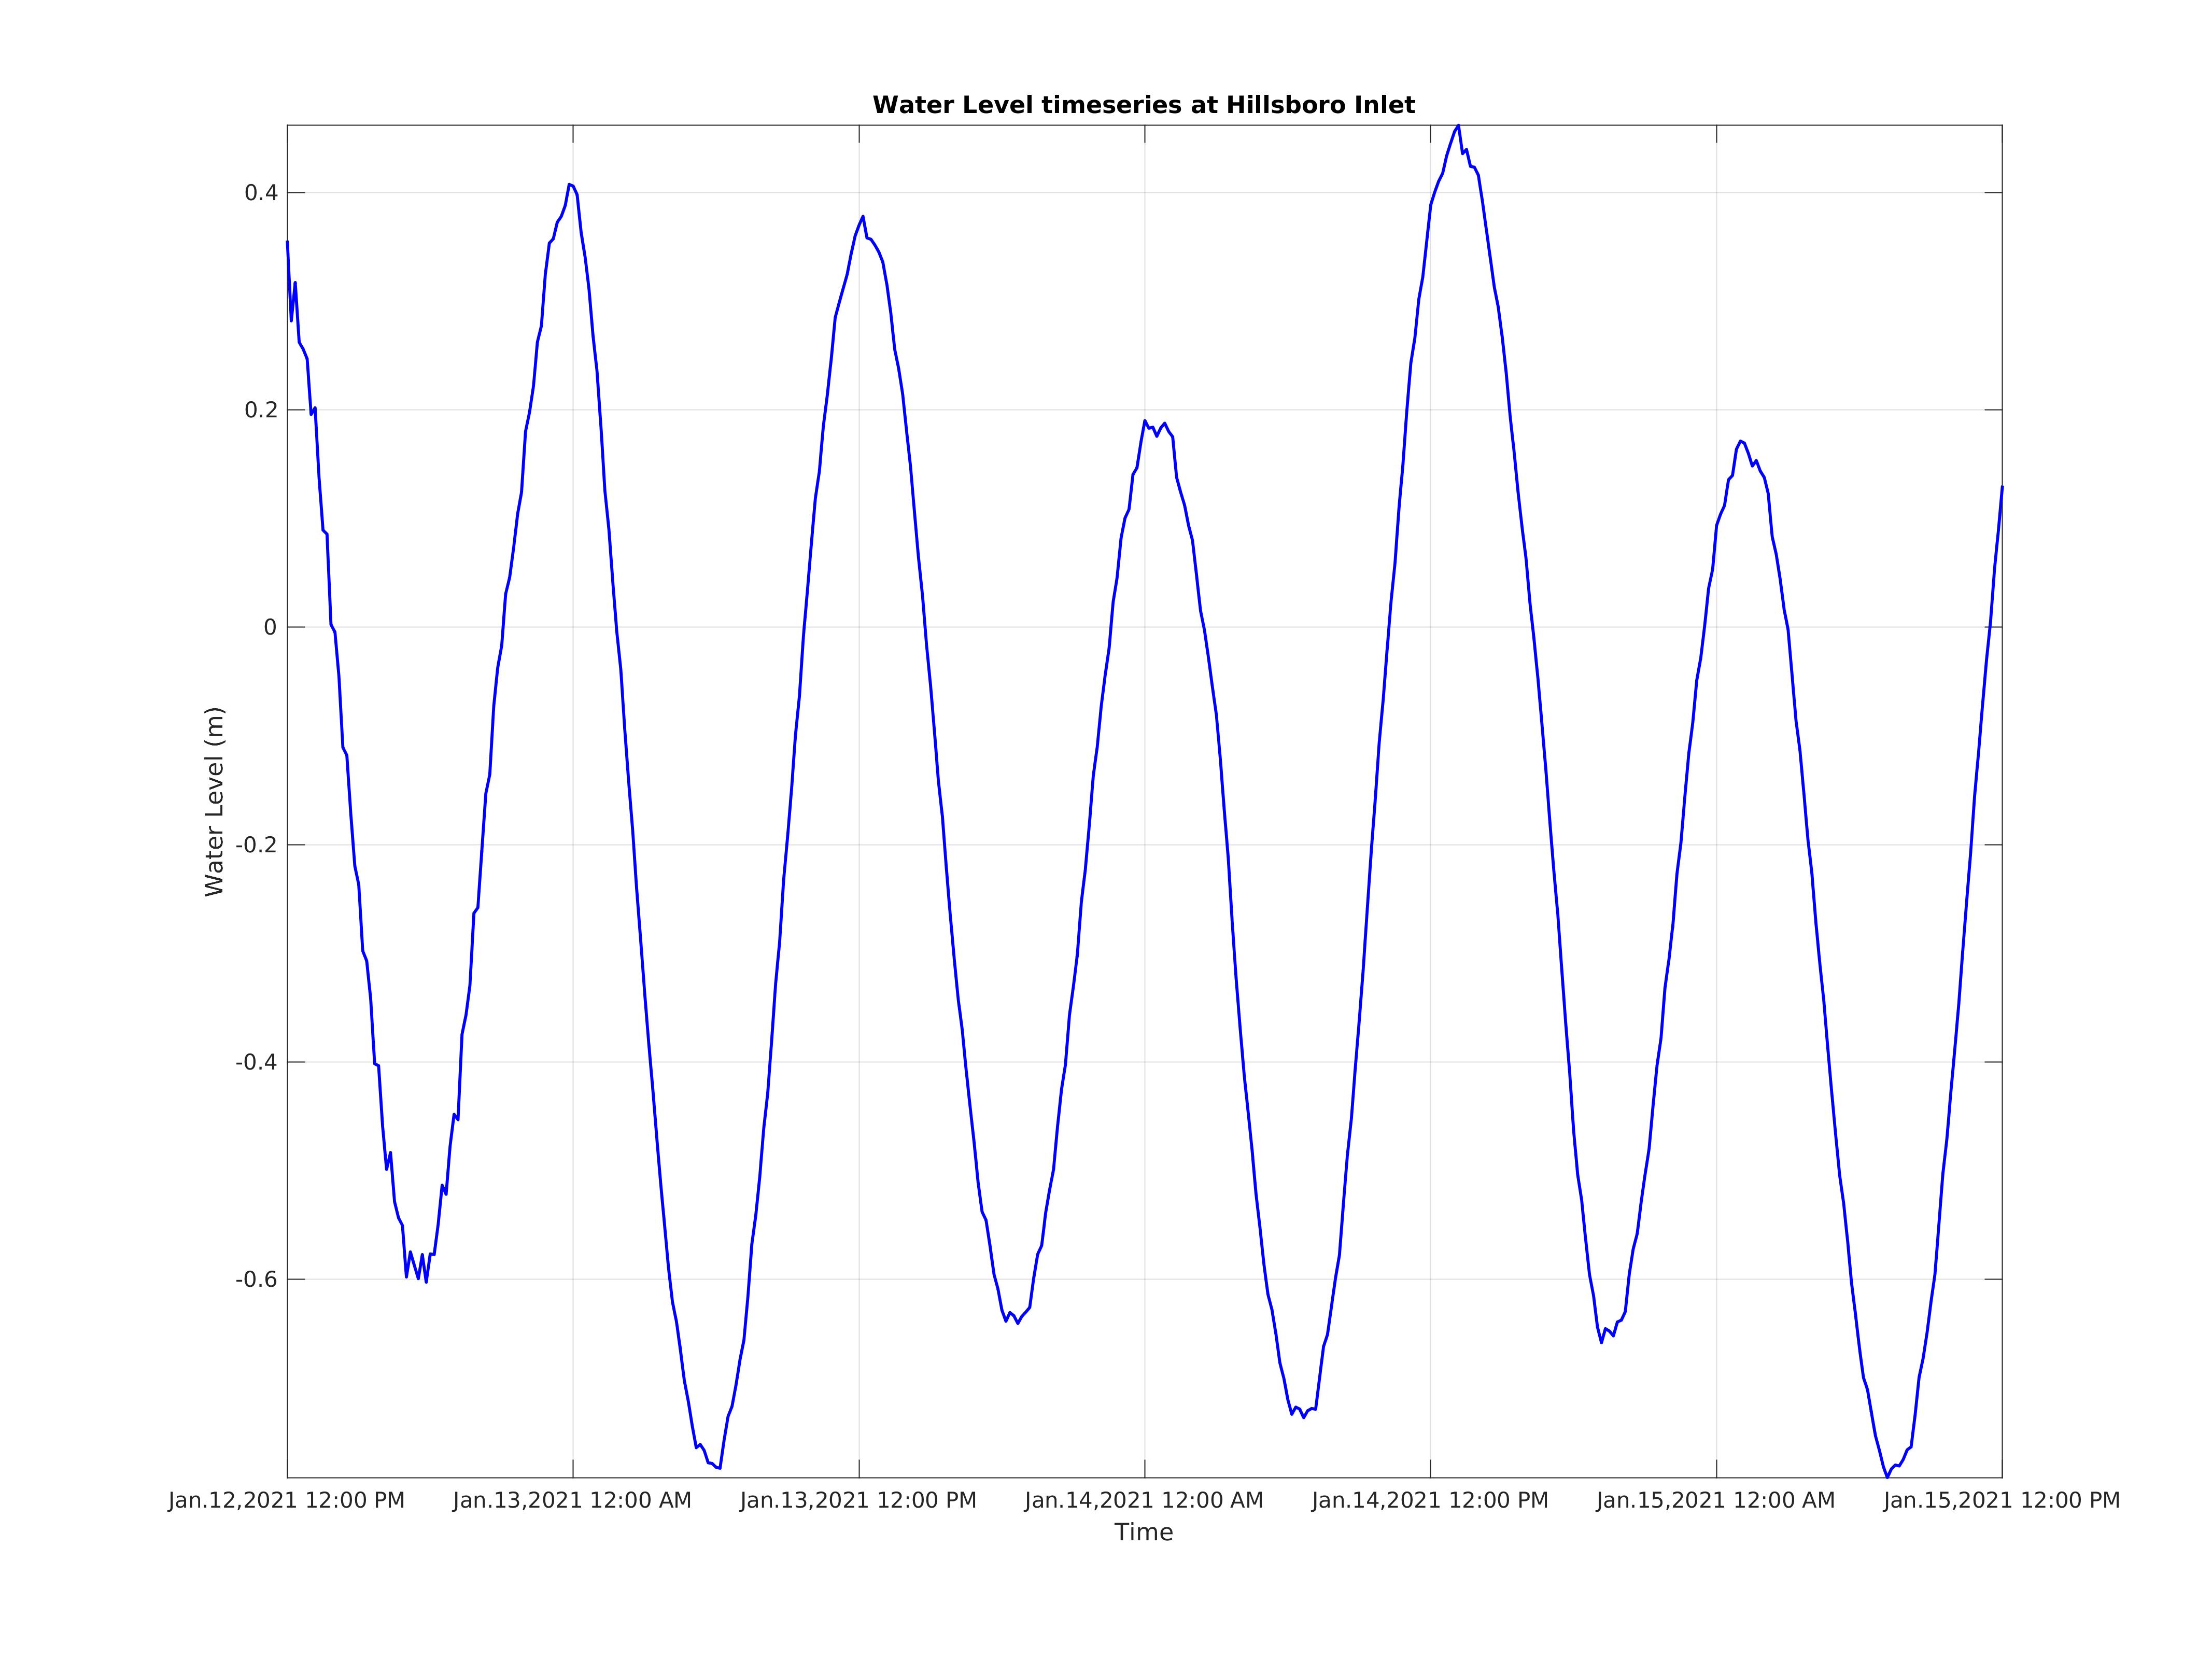 Water Level timeseries at Hillsboro Inlet
0.4
0.2
0
-0.2
-0.4
-0.6
Water Level (m)
Jan.12,2021 12:00 PM Jan.13,2021 12:00 AM Jan.13,2021 12:00 PM Jan.14,2021 12:00 AM Jan.14,2021 12:00 PM Jan.15,2021 12:00 AM Jan.15,2021 12:00 PM
Time